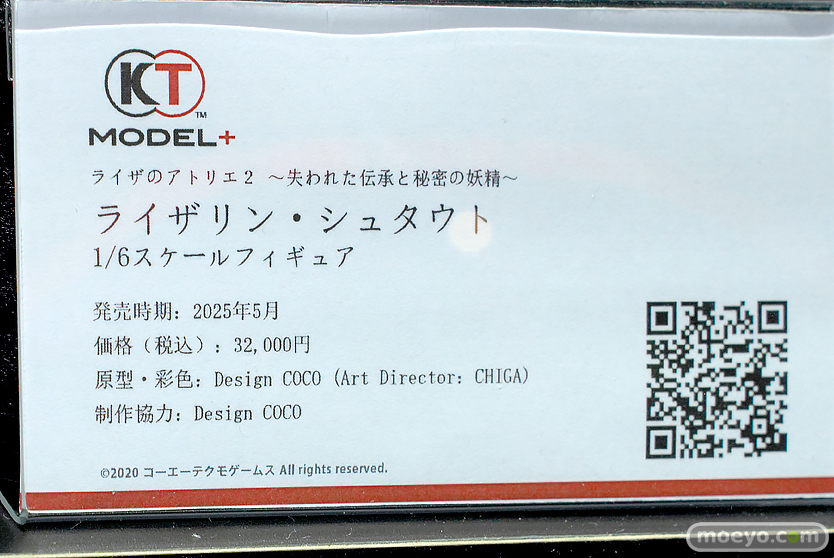 KT™
MODEL+
ライザのアトリエ2 ～失われた伝承と秘密の妖精～
ライザリン・シュタウト
1/6スケールフィギュア
発売時期: 2025年5月
価格（税込）: 32,000円
原型・彩色: Design COCO (Art Director: CHIGA)
制作協力: Design COCO
©2020 コーエーテクモゲームス All rights reserved.
moeyo.com